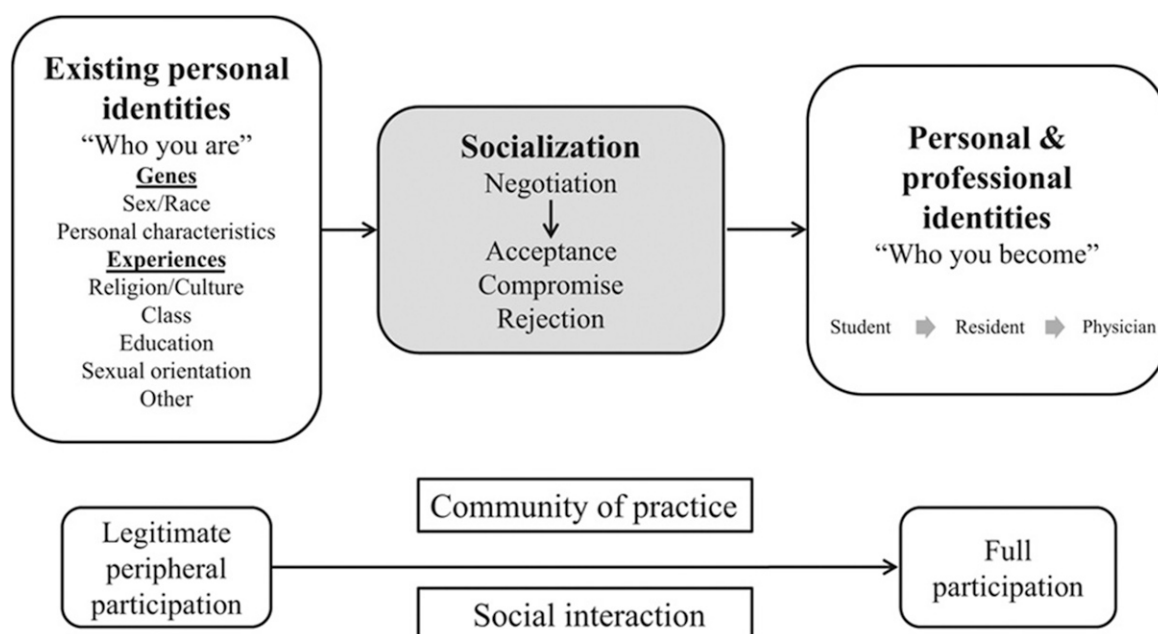 Existing personal
identities
“Who you are”
Genes
Sex/Race
Personal characteristics
Experiences
Religion/Culture
Class
Education
Sexual orientation
Other
Socialization
Negotiation
Acceptance
Compromise
Rejection
Personal &
professional
identities
“Who you become”
Student
Resident
Physician
Legitimate
peripheral
participation
Community of practice
Social interaction
Full
participation